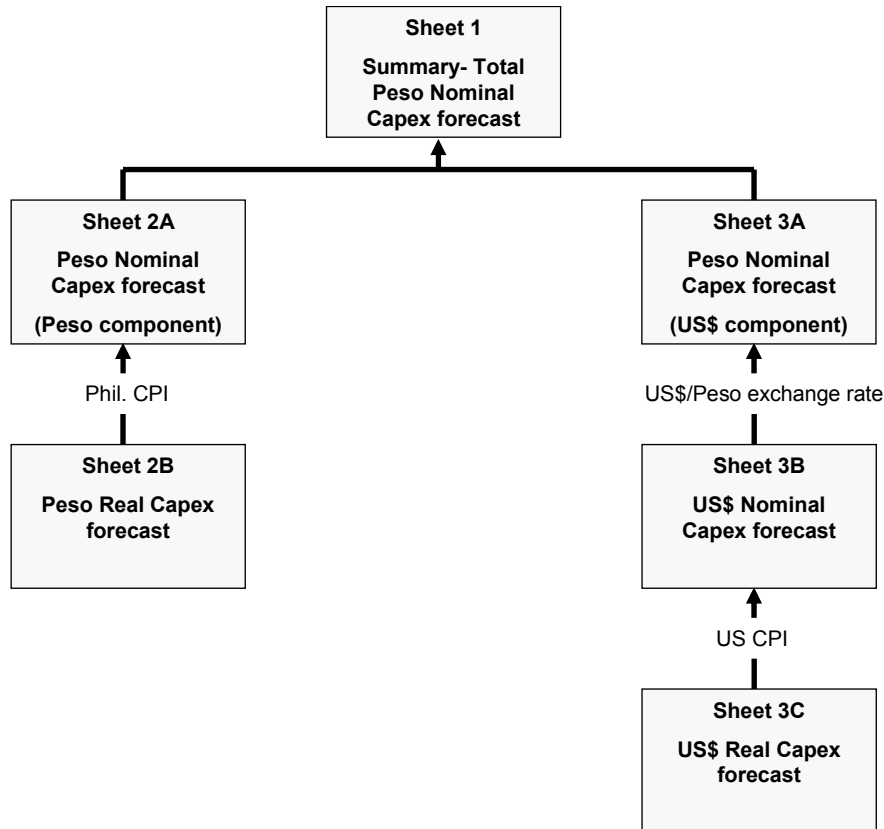 Sheet 1
Summary- Total
Peso Nominal
Capex forecast
Sheet 2A
Peso Nominal
Capex forecast
(Peso component)
Sheet 3A
Peso Nominal
Capex forecast
(US$ component)
Phil. CPI
US$/Peso exchange rate
Sheet 2B
Peso Real Capex
forecast
Sheet 3B
US$ Nominal
Capex forecast
US CPI
Sheet 3C
US$ Real Capex
forecast